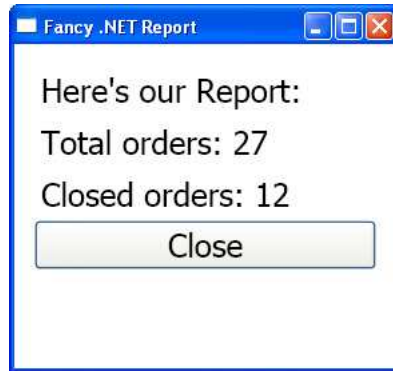 Fancy .NET Report
Here's our Report:
Total orders: 27
Closed orders: 12
Close